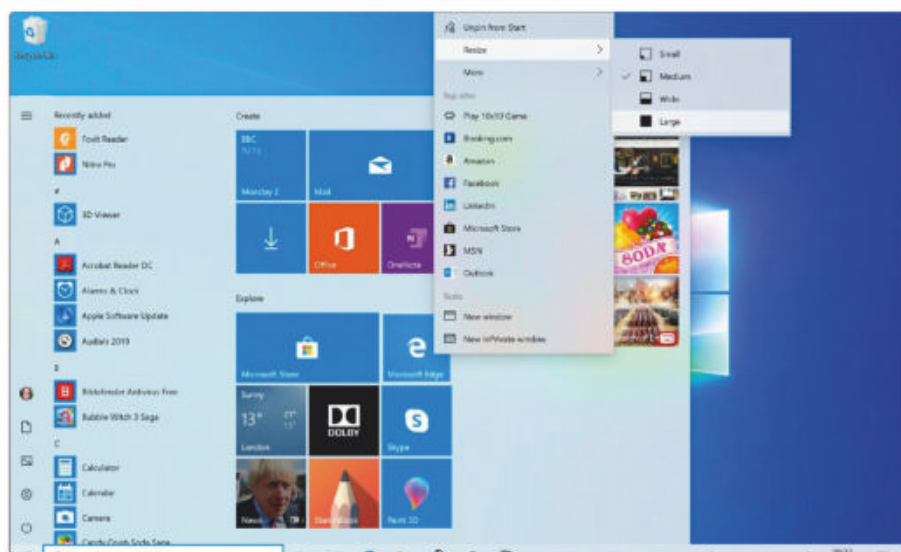 Recycle Bin
Recently added
Foxit Reader
Nitro Pro
#
3D Viewer
A
Acrobat Reader DC
Alarms & Clock
Apple Software Update
Audials 2019
B
Bitdefender Antivirus Free
Bubble Witch 3 Saga
C
Calculator
Calendar
Camera
Candy Crush Soda Saga
Create
BBC
Monday 2
Mail
Office
OneNote
Explore
Microsoft Store
Microsoft Edge
Sunny
13°
21°
13°
London
DOLBY
Skype
News
Paint 3D
Unpin from Start
Resize
More
Top sites
Play 10x10 Game
Booking.com
Amazon
Facebook
LinkedIn
Microsoft Store
MSN
Outlook
Tasks
New window
New InPrivate window
Small
Medium
Wide
Large
SODA